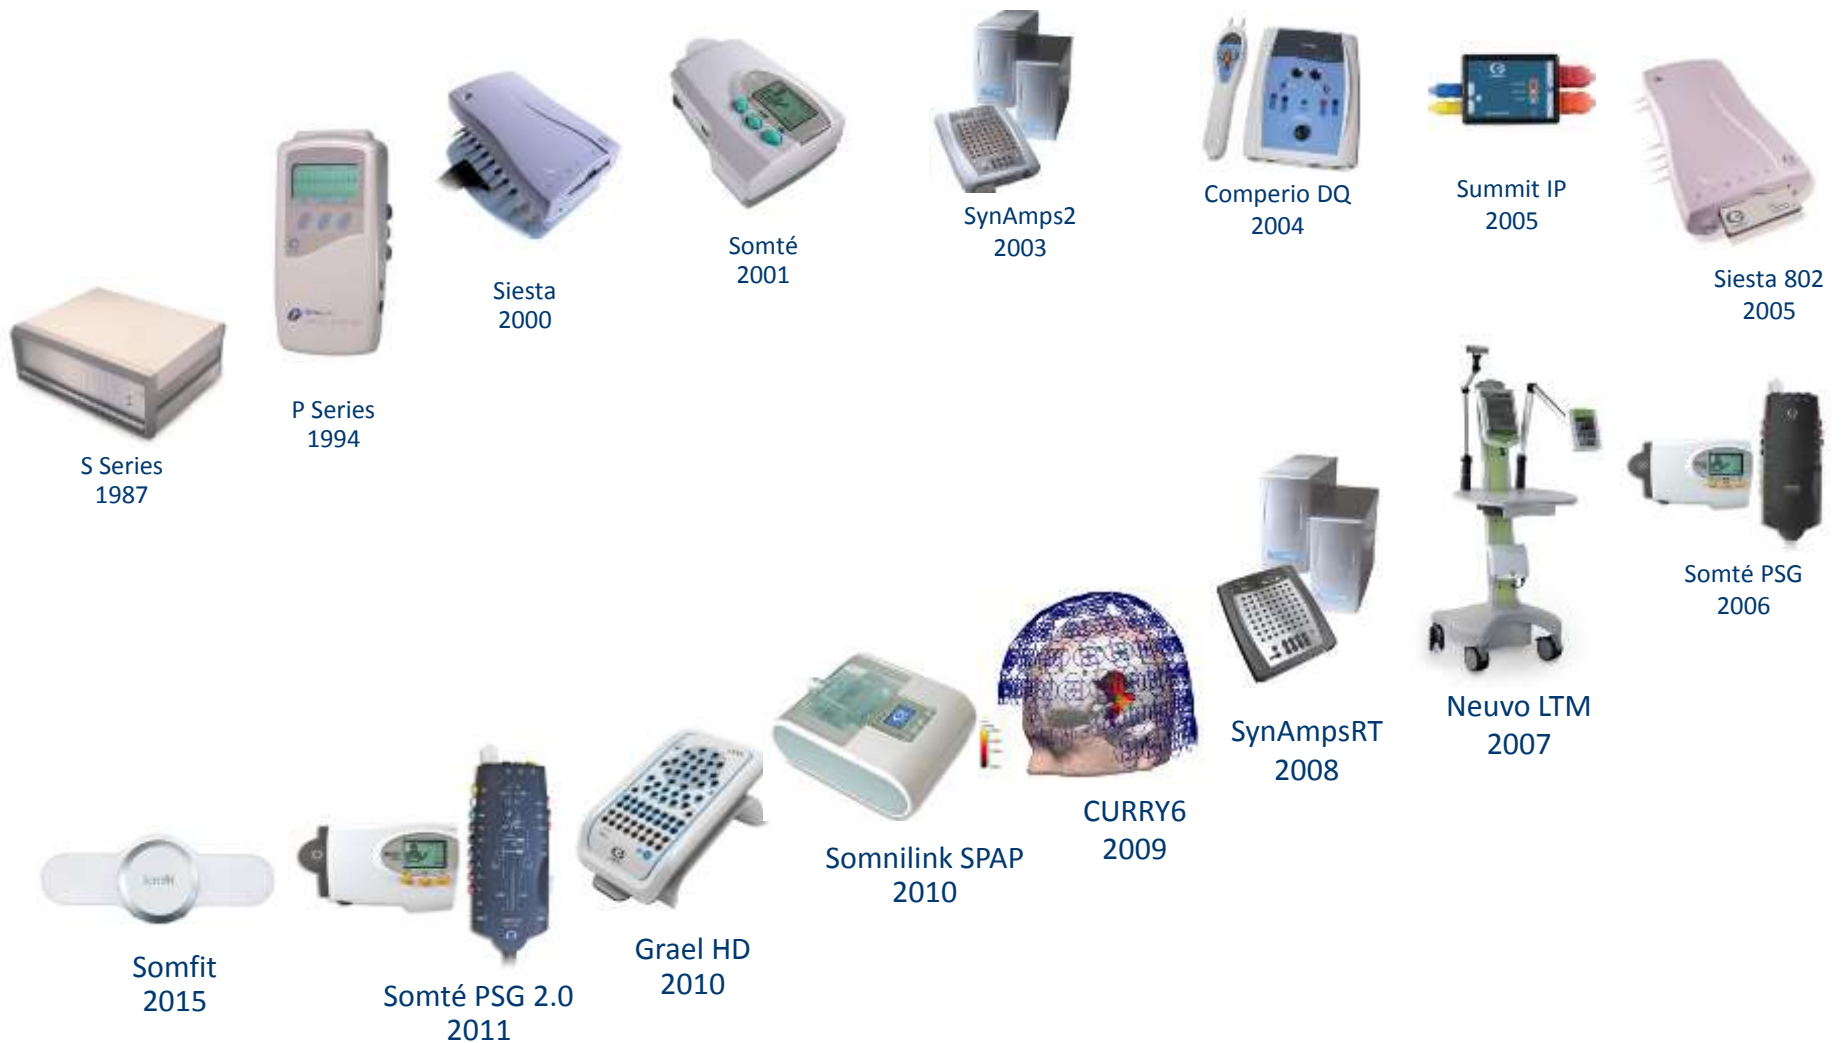 S Series
1987
P Series
1994
Siesta
2000
Somté
2001
SynAmps2
2003
Comperio DQ
2004
Summit IP
2005
Siesta 802
2005
Somté PSG
2006
Neuvo LTM
2007
SynAmpsRT
2008
CURRY6
2009
Somnilink SPAP
2010
Grael HD
2010
Somté PSG 2.0
2011
Somfit
2015